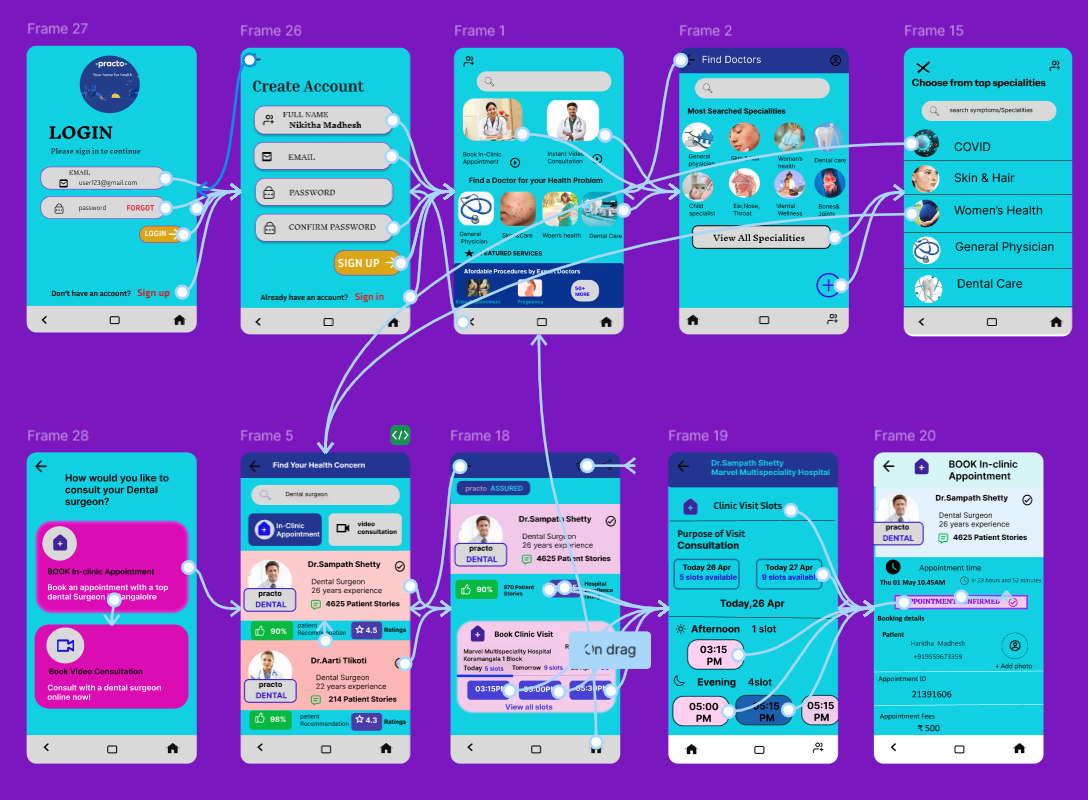 Frame 27
·practo·
Your home for health
LOGIN
Please sign in to continue
EMAIL
user123@gmail.com
password FORGOT
LOGIN
Don't have an account? Sign up
Frame 26
Create Account
FULL NAME
Nikitha Madhesh
EMAIL
PASSWORD
CONFIRM PASSWORD
SIGN UP
Already have an account? Sign in
Frame 1
Book In-Clinic
Appointment
Instant Video
Consultation
Find a Doctor for your Health Problem
General
Physician
Skin &Care
Woen's health
Dental Care
FEATURED SERVICES
Afordable Procedures by Expert Doctors
Pregnency
50+
MORE
Frame 2
Find Doctors
Most Searched Specialities
General
physician
Women's
health
Dental care
Child
specialist
Ear,Nose,
Throat
Mental
Wellness
Bones&
Joints
View All Specialities
Frame 15
Choose from top specialities
search symptoms/Specialities
COVID
Skin & Hair
Women's Health
General Physician
Dental Care
Frame 28
How would you like to
consult your Dental
surgeon?
BOOK In-clinic Appointment
Book an appointment with a top
dental Surgeon Bangalolre
Book Video Consultation
Consult with a dental surgeon
online now!
Frame 5
Find Your Health Concern
Dental surgeon
In-Clinic
Appointment
video
consultation
Dr.Sampath Shetty
Dental Surgeon
26 years experience
practo
DENTAL
4625 Patient Stories
90%
patient
Recommendation
4.5 Ratings
Dr.Aarti Tlikoti
Dental Surgeon
22 years experience
practo
DENTAL
214 Patient Stories
98%
patient
Recommendation
4.3 Ratings
Frame 18
practo ASSURED
Dr.Sampath Shetty
Dental Surgeon
26 years experience
practo
DENTAL
4625 Patient Stories
90%
970 Patient
Stories
Hospital
Book Clinic Visit
Marvel Multispeciality Hospital
Koramangala 1 Block
Today 5 slots Tomorrow 9 slots
On drag
03:15PM 05:00PM 05:30PM
View all slots
Frame 19
Dr.Sampath Shetty
Marvel Multispeciality Hospital
Clinic Visit Slots
Purpose of Visit
Consultation
Today 26 Apr
5 slots available
Today 27 Apr
9 slots available
Today,26 Apr
Afternoon 1 slot
03:15
PM
Evening 4slot
05:00
PM
05:15
PM
05:15
PM
Frame 20
BOOK In-clinic
Appointment
Dr.Sampath Shetty
Dental Surgeon
26 years experience
practo
DENTAL
4625 Patient Stories
Appointment time
Thu 01 May 10.45AM in 23 hours and 52 minutes
APPOINTMENT CONFIRMED
Booking details
Patient
Haridha Madhesh
+919559673359
+ Add photo
Appointment ID
21391606
Appointment Fees
₹ 500